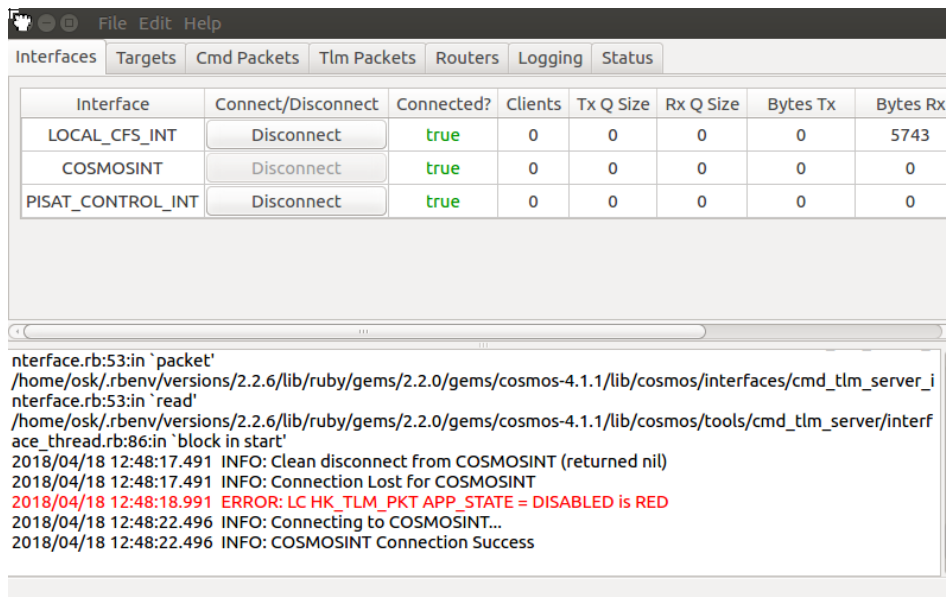 File Edit Help
Interfaces Targets Cmd Packets Tlm Packets Routers Logging Status
Interface Connect/Disconnect Connected? Clients Tx Q Size Rx Q Size Bytes Tx Bytes Rx
LOCAL_CFS_INT Disconnect true 0 0 0 0 5743
COSMOSINT Disconnect true 0 0 0 0 0
PISAT_CONTROL_INT Disconnect true 0 0 0 0 0
nterface.rb:53:in `packet'
/home/osk/.rbenv/versions/2.2.6/lib/ruby/gems/2.2.0/gems/cosmos-4.1.1/lib/cosmos/interfaces/cmd_tlm_server_i
nterface.rb:53:in `read'
/home/osk/.rbenv/versions/2.2.6/lib/ruby/gems/2.2.0/gems/cosmos-4.1.1/lib/cosmos/tools/cmd_tlm_server/interf
ace_thread.rb:86:in `block in start'
2018/04/18 12:48:17.491 INFO: Clean disconnect from COSMOSINT (returned nil)
2018/04/18 12:48:17.491 INFO: Connection Lost for COSMOSINT
2018/04/18 12:48:18.991 ERROR: LC HK_TLM_PKT APP_STATE = DISABLED is RED
2018/04/18 12:48:22.496 INFO: Connecting to COSMOSINT...
2018/04/18 12:48:22.496 INFO: COSMOSINT Connection Success